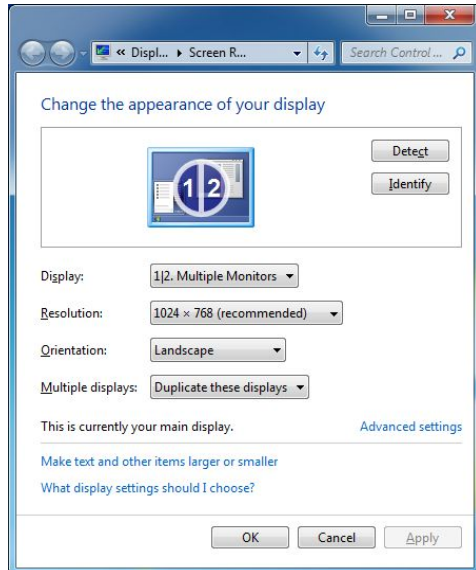 « Displ... ▸ Screen R...
Search Control ...
Change the appearance of your display
1|2
Detect
Identify
Display: 1|2. Multiple Monitors
Resolution: 1024 × 768 (recommended)
Orientation: Landscape
Multiple displays: Duplicate these displays
This is currently your main display. Advanced settings
Make text and other items larger or smaller
What display settings should I choose?
OK Cancel Apply